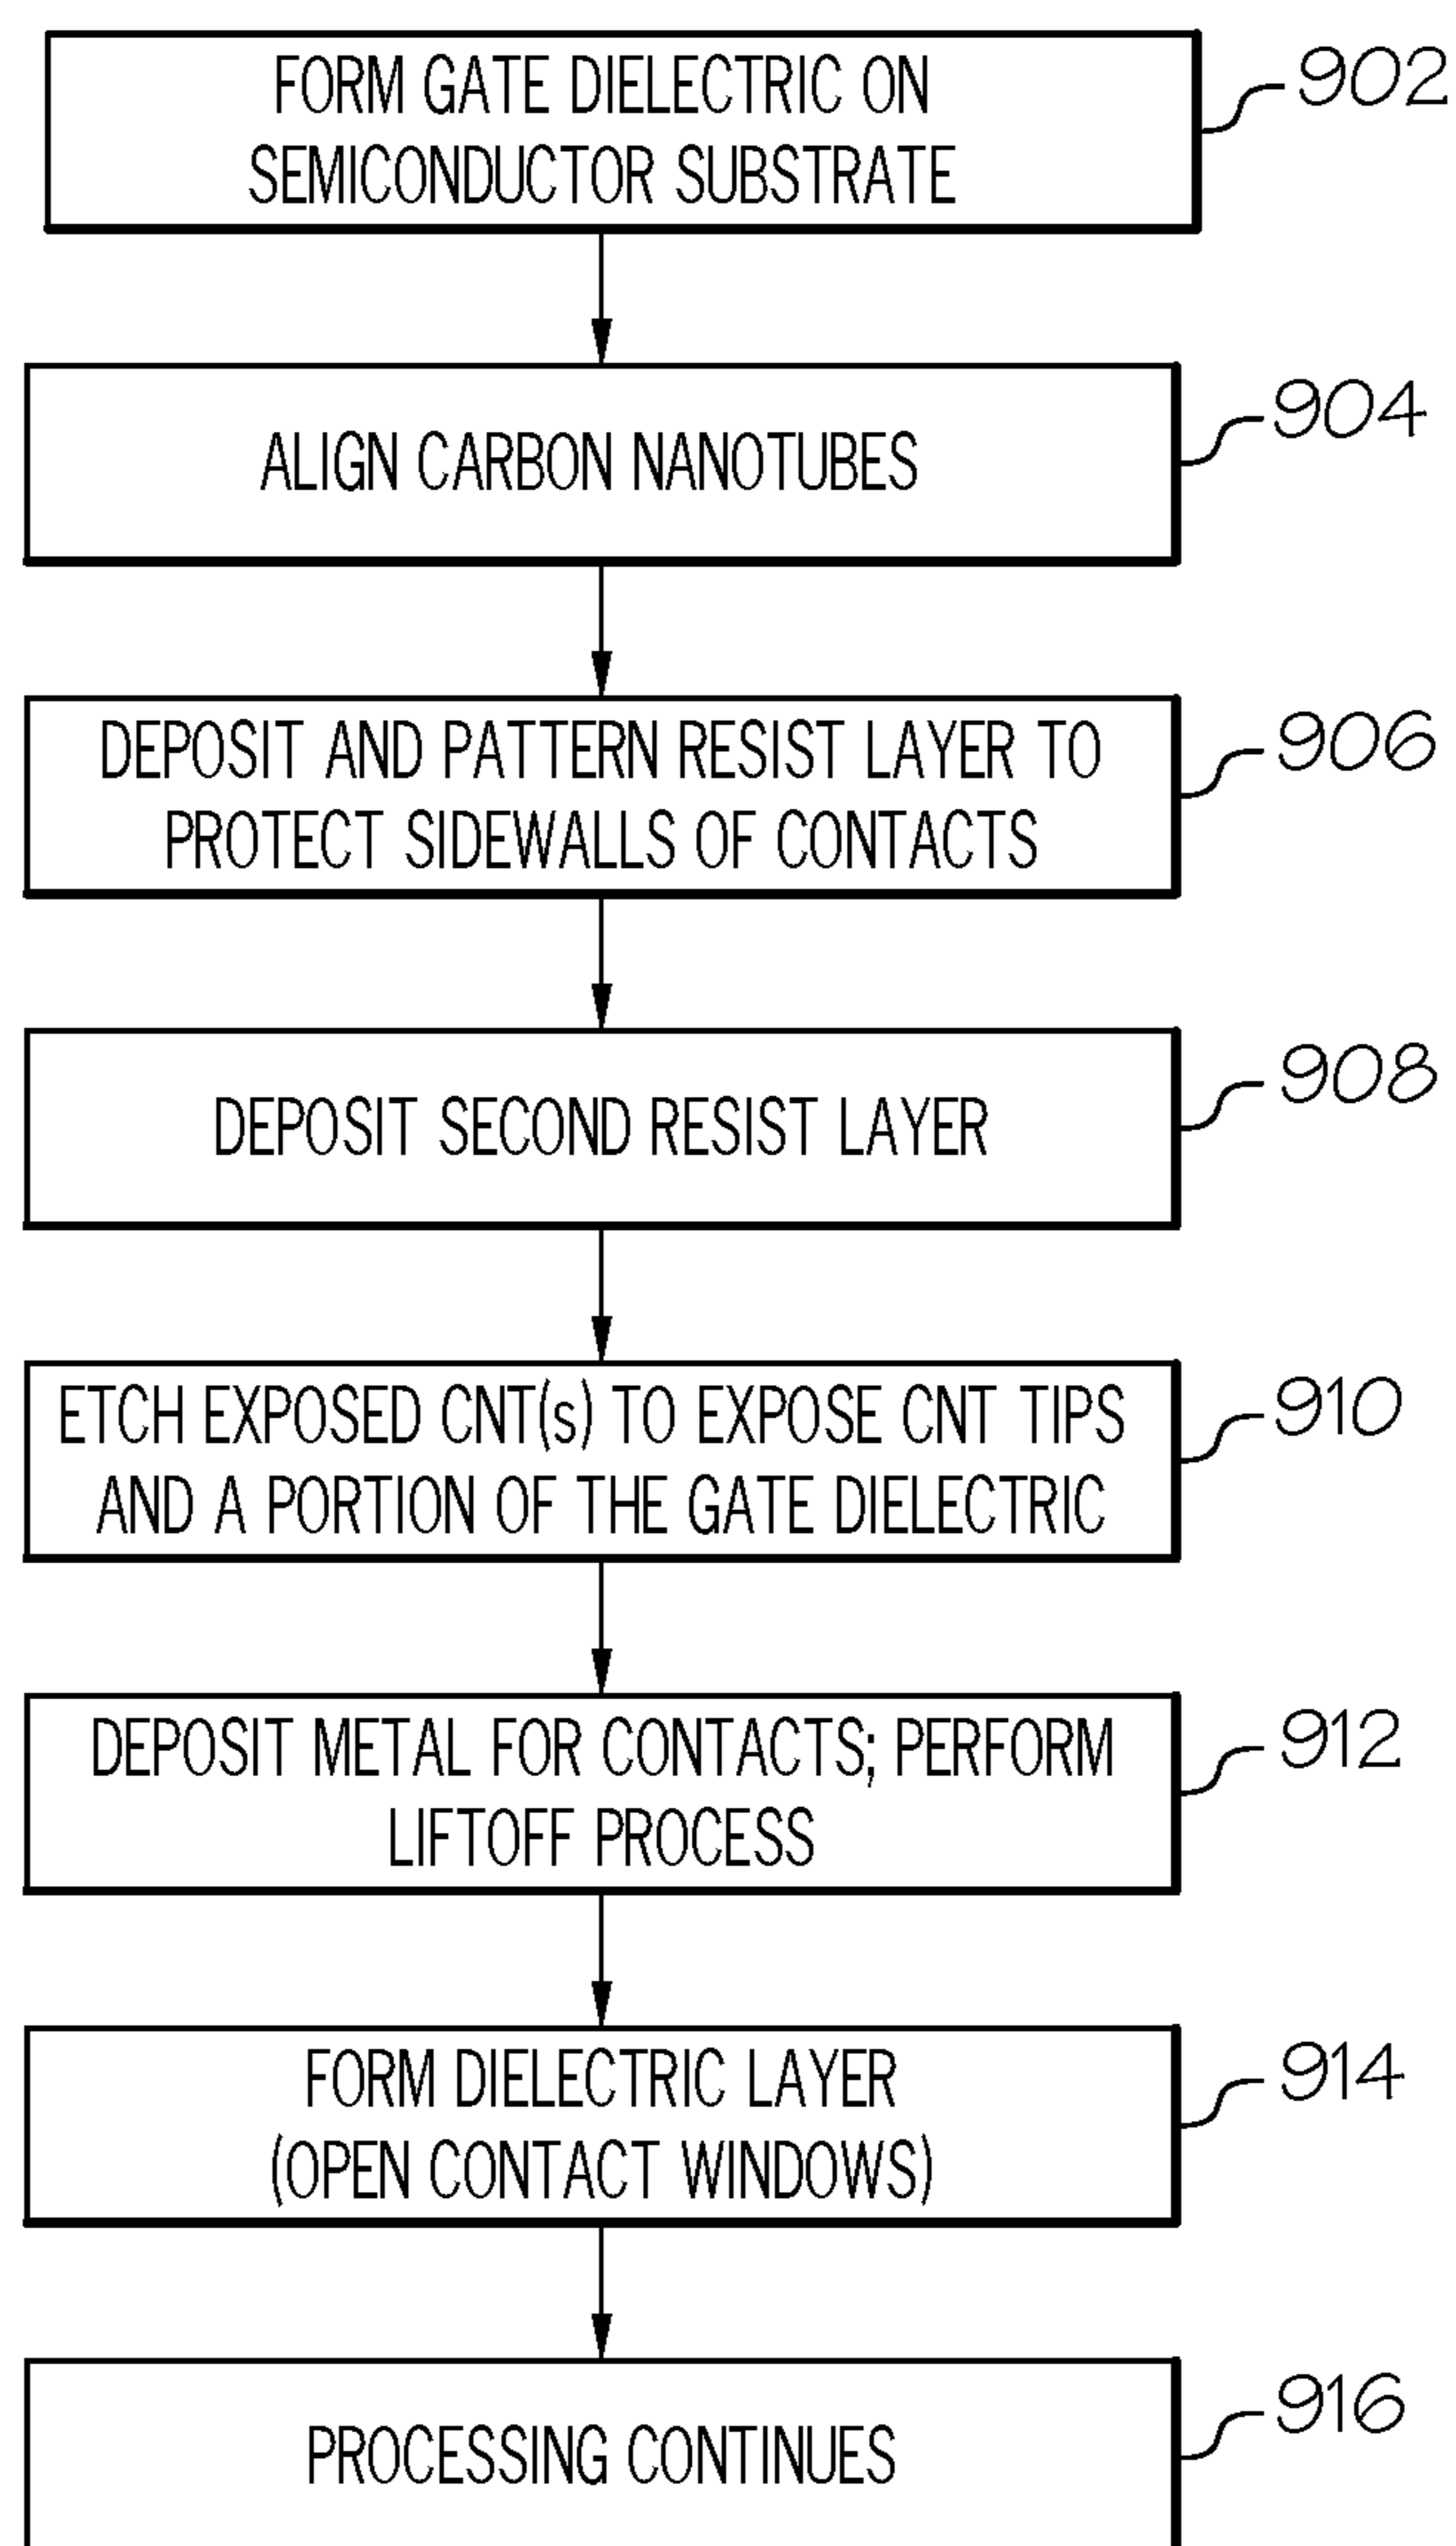 FORM GATE DIELECTRIC ON
SEMICONDUCTOR SUBSTRATE
902
ALIGN CARBON NANOTUBES
904
DEPOSIT AND PATTERN RESIST LAYER TO
PROTECT SIDEWALLS OF CONTACTS
906
DEPOSIT SECOND RESIST LAYER
908
ETCH EXPOSED CNT(s) TO EXPOSE CNT TIPS
AND A PORTION OF THE GATE DIELECTRIC
910
DEPOSIT METAL FOR CONTACTS; PERFORM
LIFTOFF PROCESS
912
FORM DIELECTRIC LAYER
(OPEN CONTACT WINDOWS)
914
PROCESSING CONTINUES
916